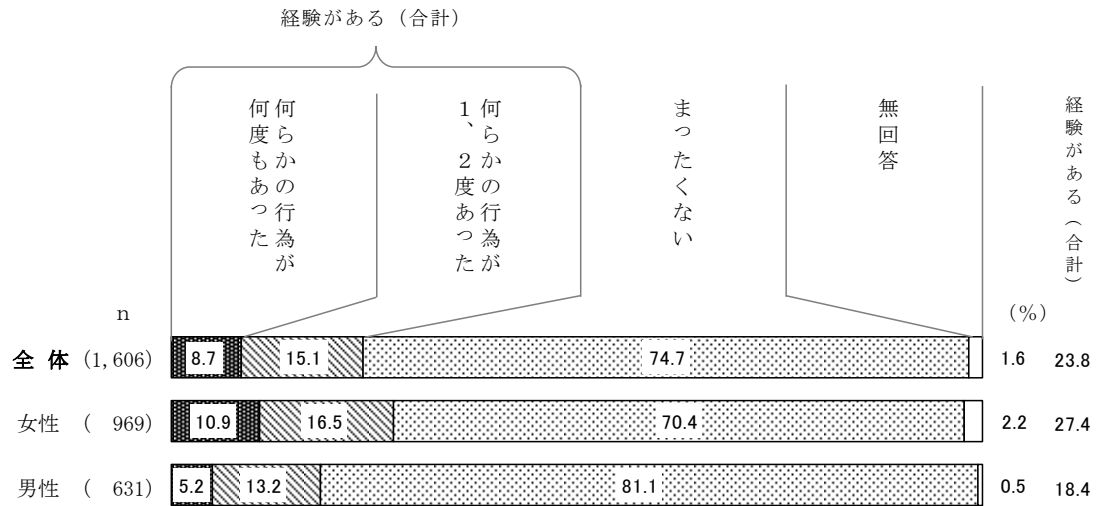 経験がある（合計）
何らかの行為が
何度もあった
何らかの行為が
1、2度あった
まったくない
無回答
経験がある（合計）
n
（%）
全 体 (1,606) 8.7 15.1 74.7 1.6 23.8
女性 ( 969) 10.9 16.5 70.4 2.2 27.4
男性 ( 631) 5.2 13.2 81.1 0.5 18.4